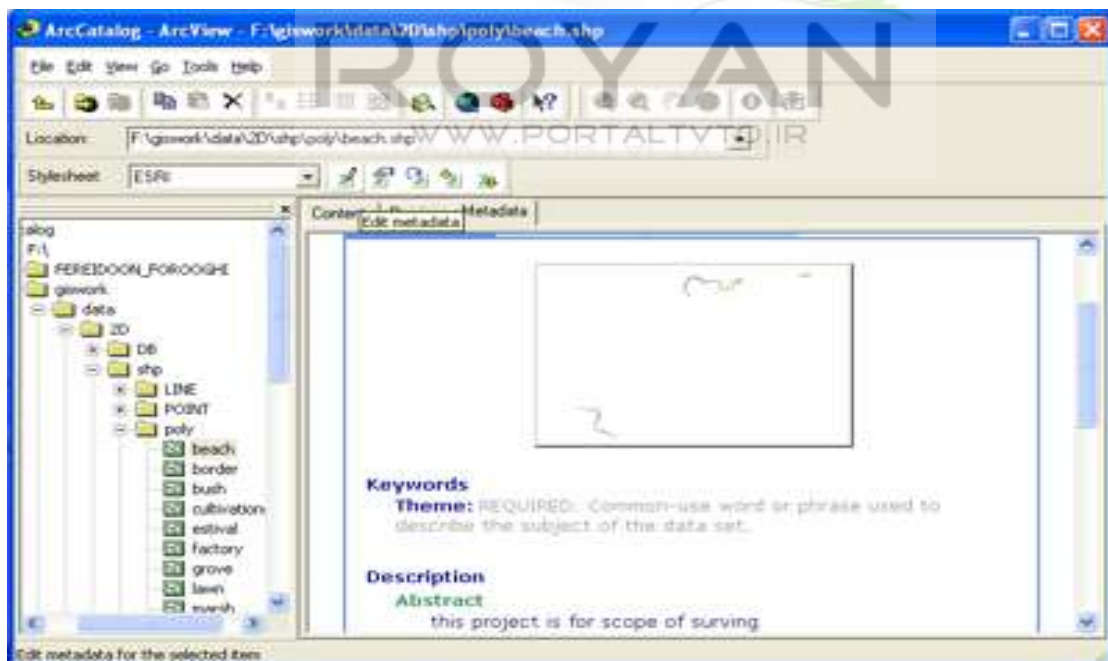 ArcCatalog - ArcView - F:\giswork\data\2D\shp\poly\beach.shp
ROYAN
File Edit View Go Tools Help
WWW.PORTALTVTO.IR
Location: F:\giswork\data\2D\shp\poly\beach.shp
Stylesheet: ESRI
Contents Metadata
Edit metadata
alog
F:\
FEREIDOON_FOROOGHI
giswork
data
2D
DB
shp
LINE
POINT
poly
beach
border
bush
cultivation
estival
factory
grove
lawn
marsh
Keywords
Theme: REQUIRED: Common-use word or phrase used to
describe the subject of the data set.
Description
Abstract
this project is for scope of surving
Edit metadata for the selected item